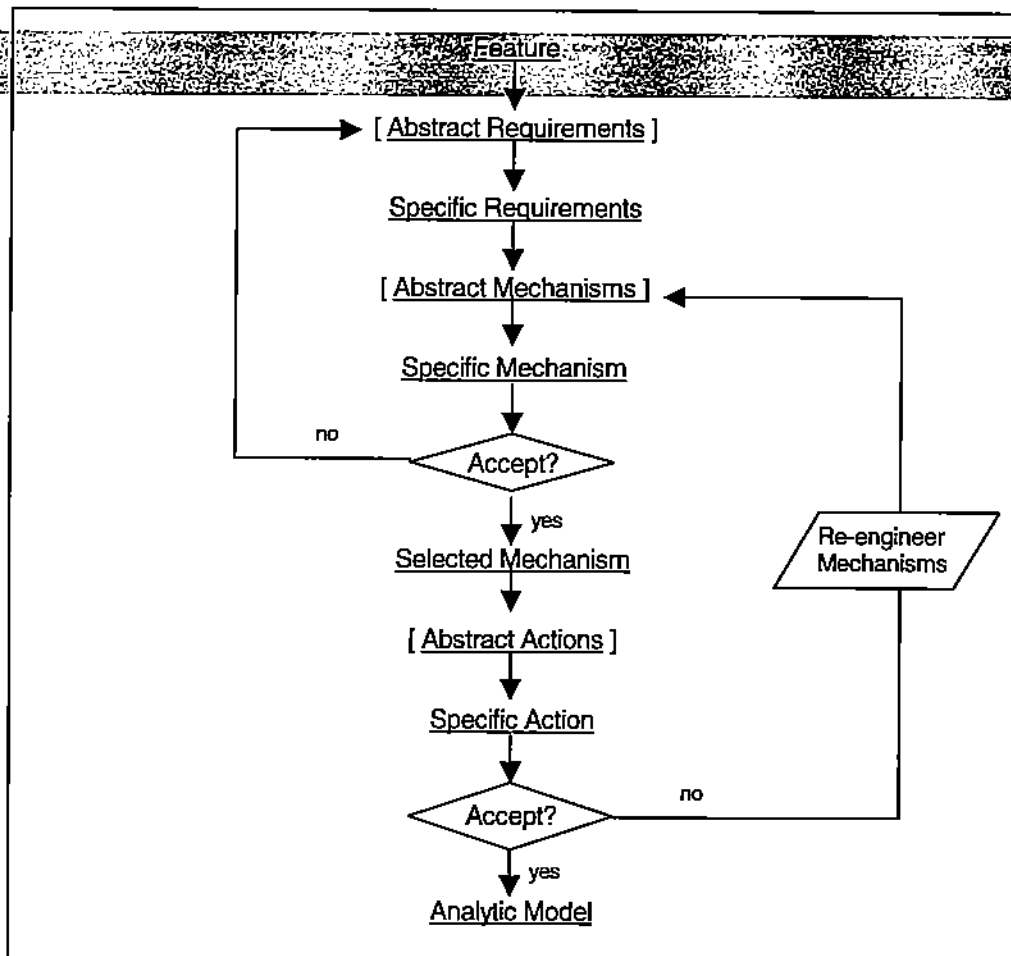 Feature
[ Abstract Requirements ]
Specific Requirements
[ Abstract Mechanisms ]
Specific Mechanism
no
Accept?
yes
Selected Mechanism
Re-engineer
Mechanisms
[ Abstract Actions ]
Specific Action
Accept?
no
yes
Analytic Model